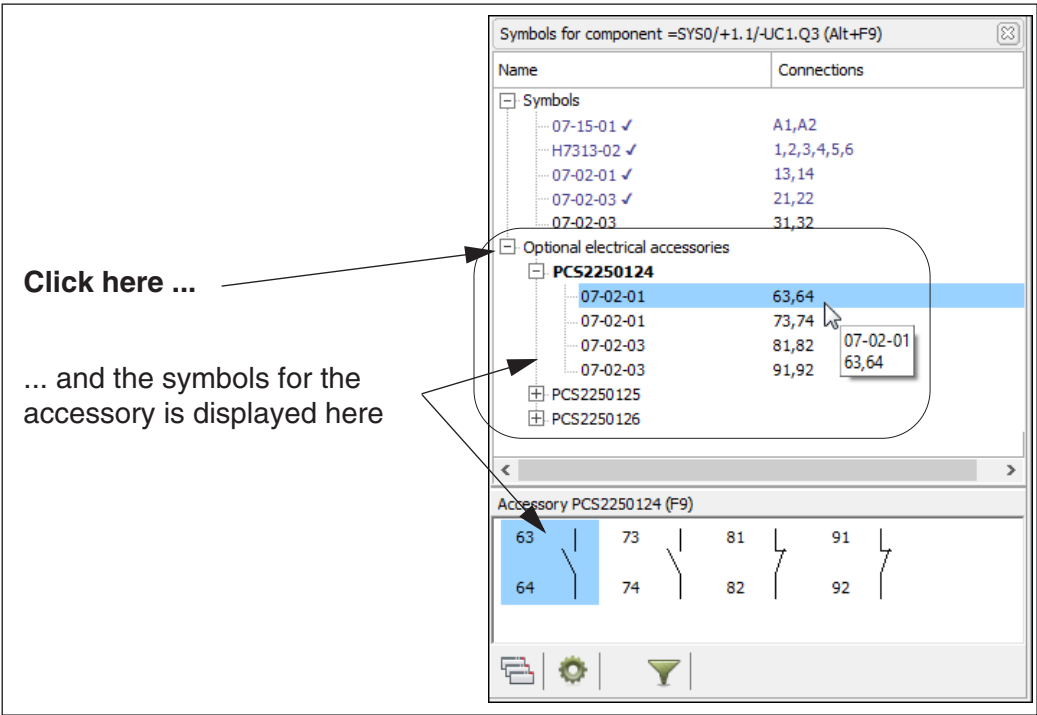 Symbols for component =SYS0/+1.1/-UC1.Q3 (Alt+F9)
Name Connections
Symbols
07-15-01 ✓ A1,A2
H7313-02 ✓ 1,2,3,4,5,6
07-02-01 ✓ 13,14
07-02-03 ✓ 21,22
07-02-03 31,32
Optional electrical accessories
Click here ...
PCS2250124
07-02-01 63,64
07-02-01 73,74
07-02-03 81,82
07-02-03 91,92
07-02-01
63,64
... and the symbols for the
accessory is displayed here
PCS2250125
PCS2250126
Accessory PCS2250124 (F9)
63 73 81 91
64 74 82 92